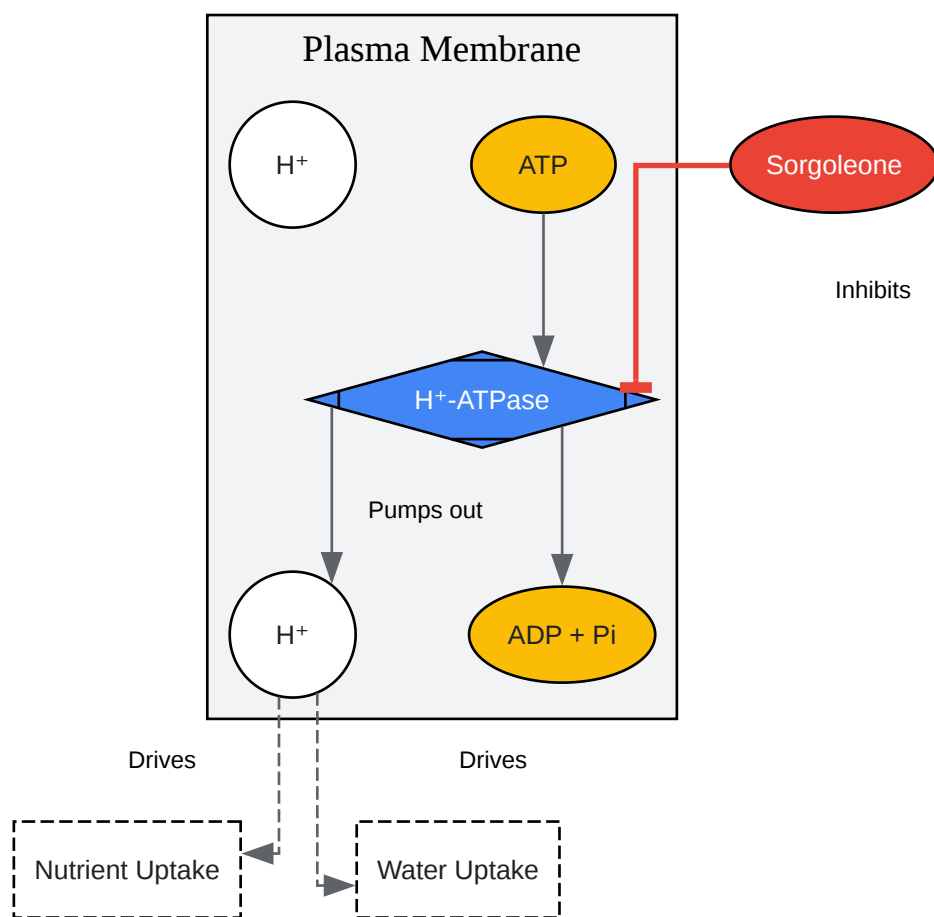 Plasma Membrane
H⁺
ATP
Sorgoleone
Inhibits
H⁺-ATPase
Pumps out
H⁺
ADP + Pi
Drives
Drives
Nutrient Uptake
Water Uptake